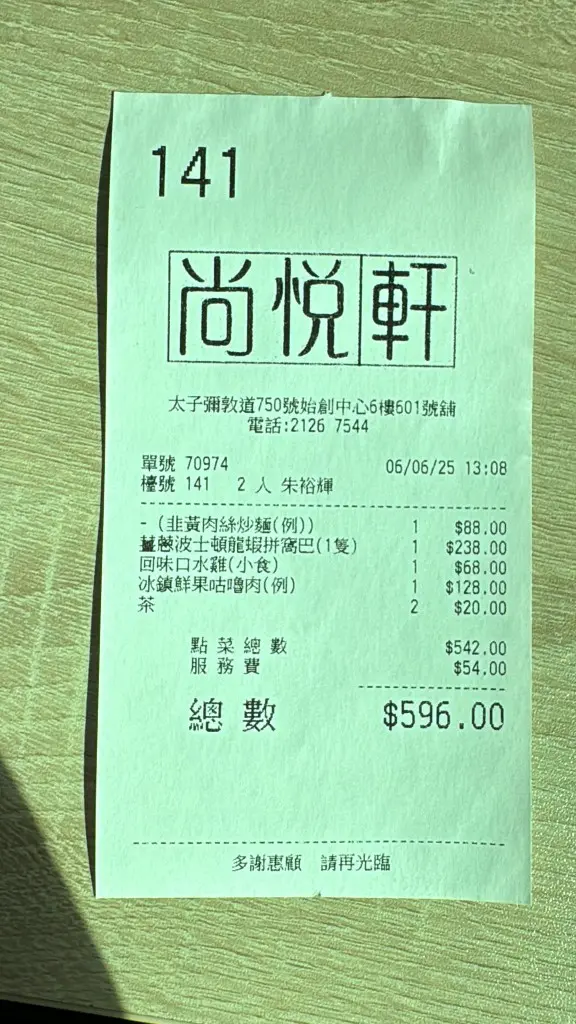 141
尚悅軒
太子彌敦道750號始創中心6樓601號舖
電話:2126 7544
單號 70974 06/06/25 13:08
檯號 141 2 人 朱裕輝
-(韭黃肉絲炒麵(例)) 1 $88.00
薑蔥波士頓龍蝦拼窩巴(1隻) 1 $238.00
回味口水雞(小食) 1 $68.00
冰鎮鮮果咕嚕肉(例) 1 $128.00
茶 2 $20.00
點菜總數 $542.00
服務費 $54.00
總數 $596.00
多謝惠顧 請再光臨